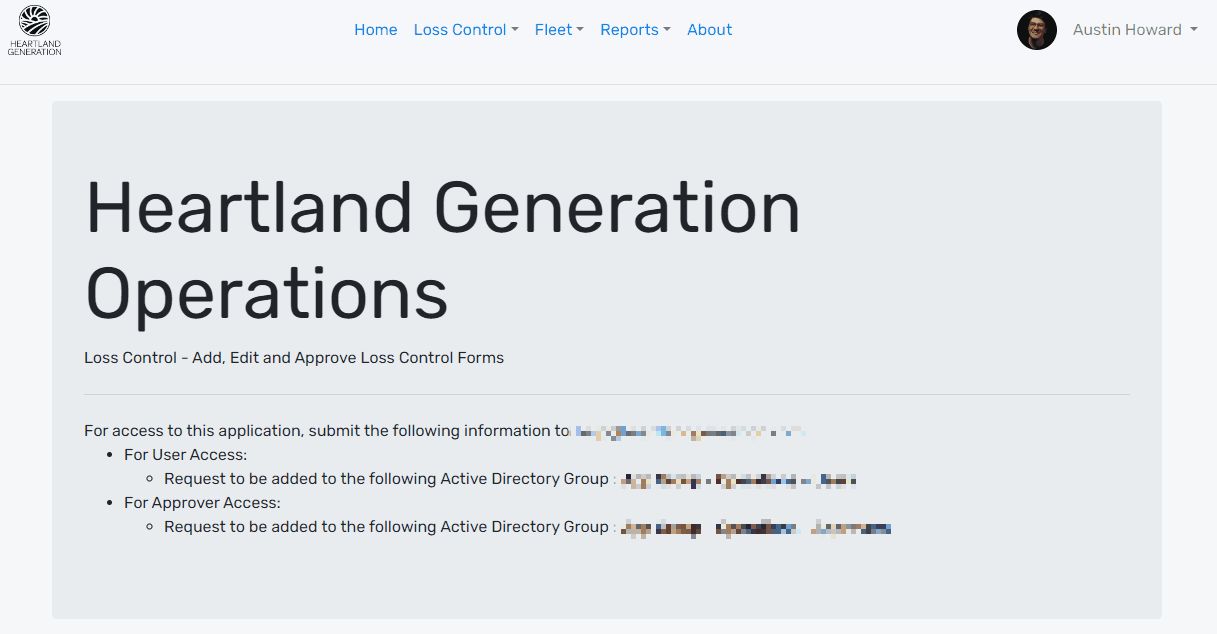 HEARTLAND
GENERATION
Home Loss Control Fleet Reports About
Austin Howard
Heartland Generation
Operations
Loss Control - Add, Edit and Approve Loss Control Forms
For access to this application, submit the following information to
For User Access:
Request to be added to the following Active Directory Group :
For Approver Access:
Request to be added to the following Active Directory Group :